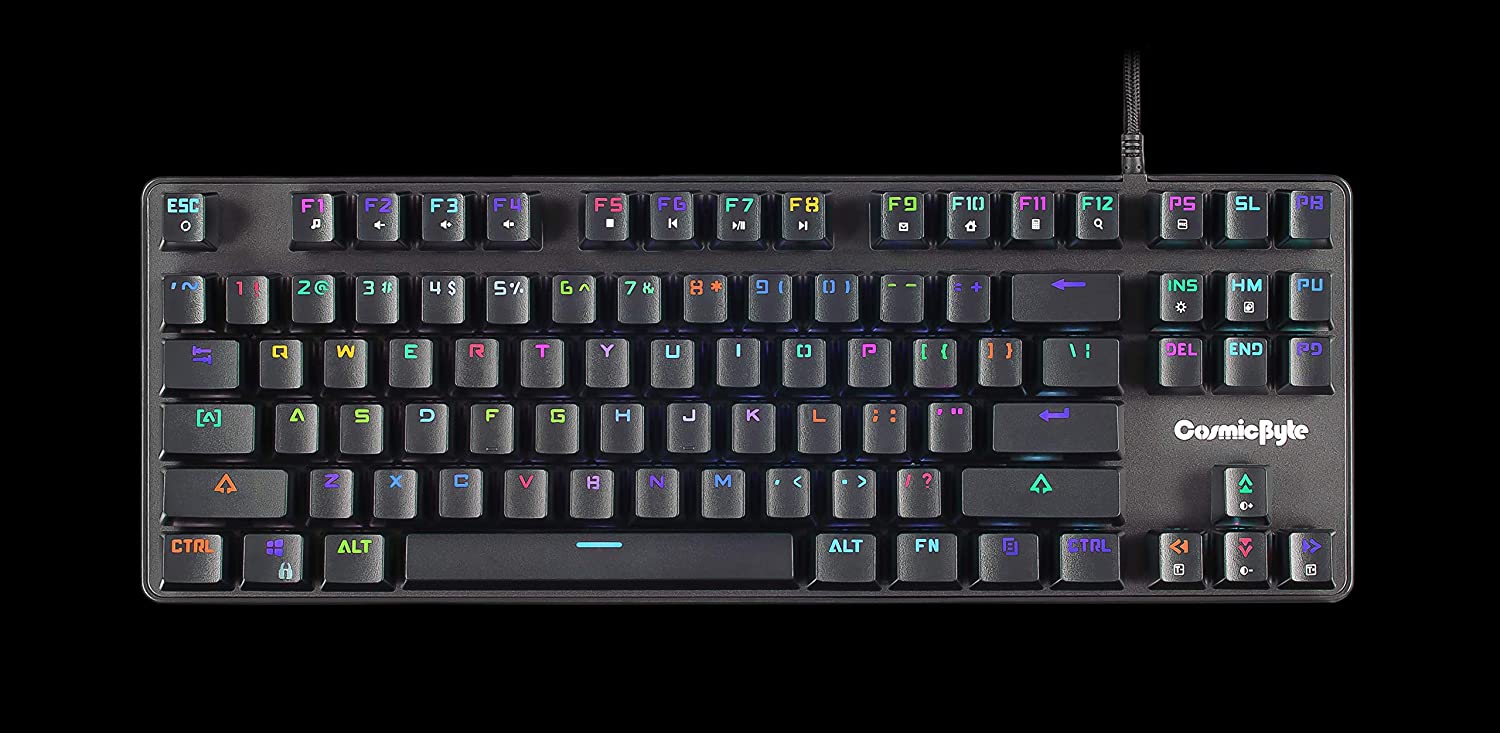 ESC F1 F2 F3 F4 F5 F6 F7 F8 F9 F10 F11 F12 PS SL PB
'~ 1! 2@ 3# 4$ 5% 6^ 7& 8* 9( 0) -_ =+ INS HM PU
Q W E R T Y U I O P [{ ]} \| DEL END PD
[A] A S D F G H J K L ;: '" CosmicByte
Z X C V B N M ,< .> /?
CTRL ALT ALT FN CTRL